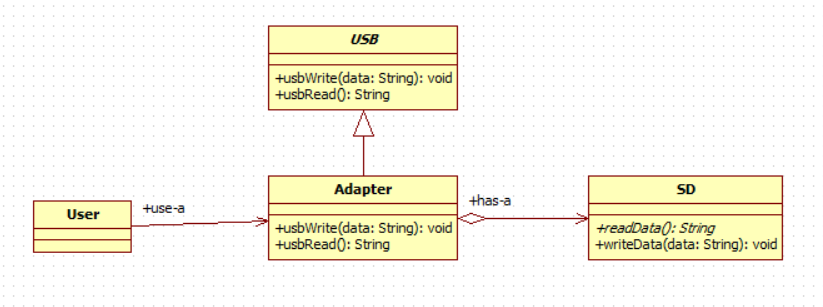 USB
+usbWrite(data: String): void
+usbRead(): String
User
+use-a
Adapter
+usbWrite(data: String): void
+usbRead(): String
+has-a
SD
+readData(): String
+writeData(data: String): void